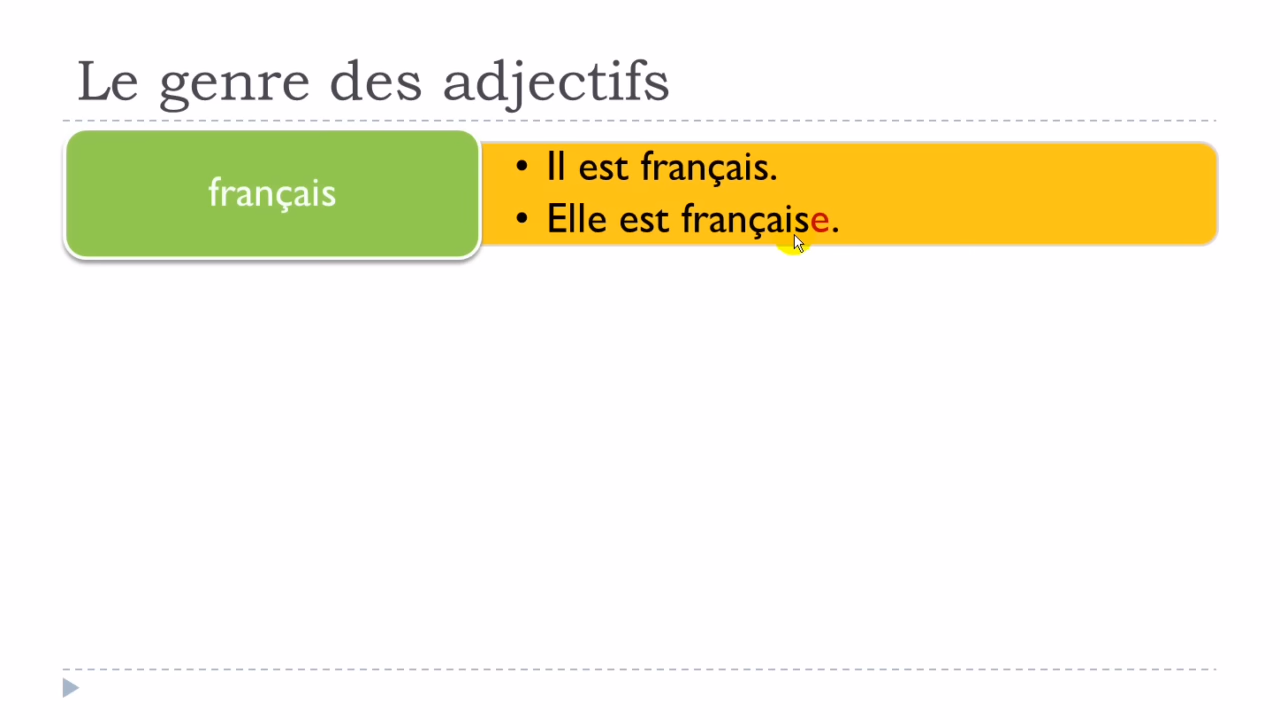 Le genre des adjectifs
français
• Il est français.
• Elle est française.